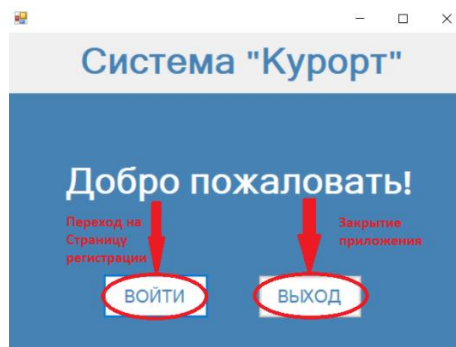 Система "Курорт"
Добро пожаловать!
Переход на
Страницу
регистрации
Закрытие
приложения
ВОЙТИ
ВЫХОД